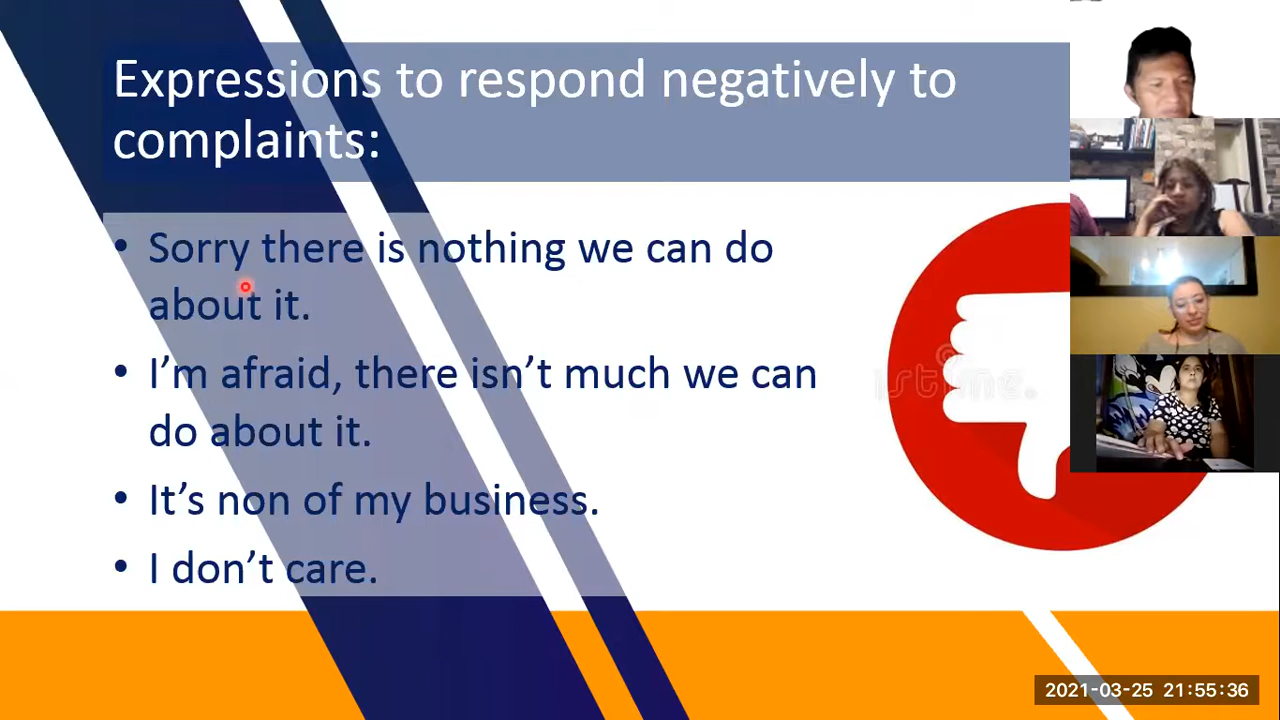 Expressions to respond negatively to
complaints:
• Sorry there is nothing we can do
about it.
• I'm afraid, there isn't much we can
do about it.
• It's non of my business.
• I don't care.
2021-03-25 21:55:36